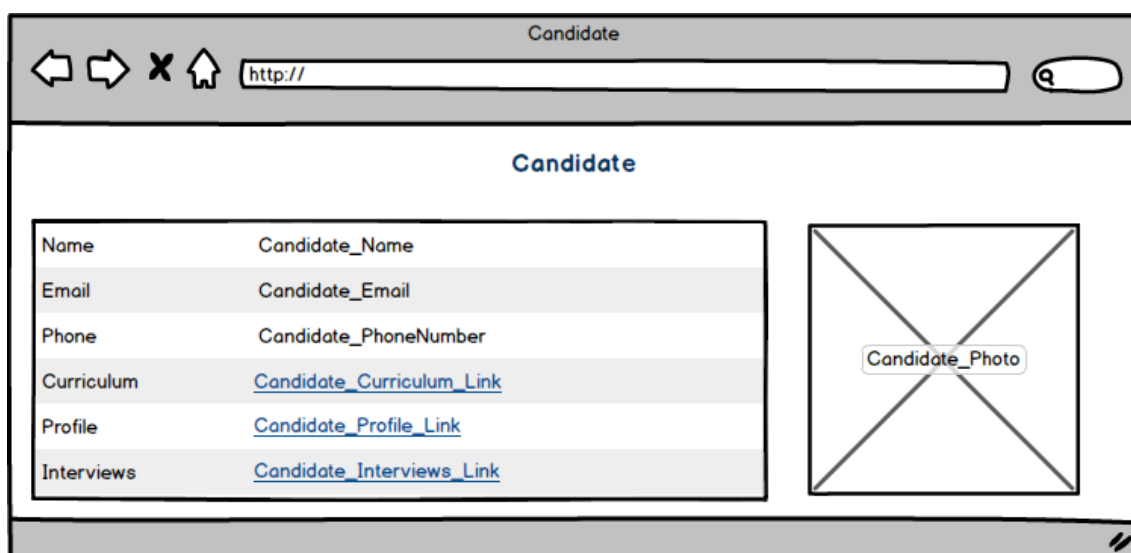 Candidate
http://
Candidate
Name Candidate_Name
Email Candidate_Email
Phone Candidate_PhoneNumber
Curriculum Candidate_Curriculum_Link
Profile Candidate_Profile_Link
Interviews Candidate_Interviews_Link
Candidate_Photo